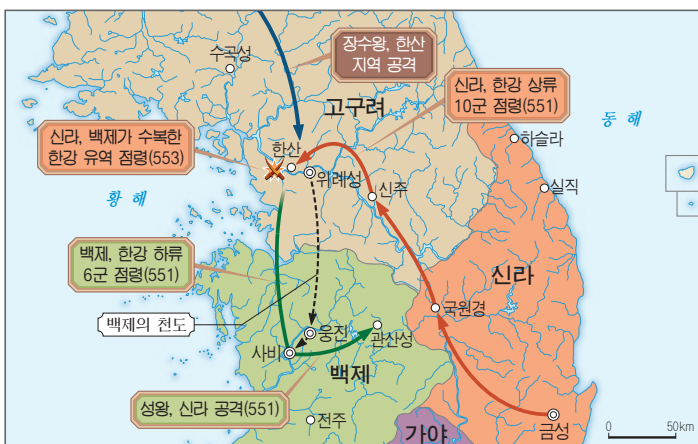 장수왕, 한산
지역 공격
수곡성
고구려
신라, 한강 상류
10군 점령(551)
동해
하슬라
신라, 백제가 수복한
한강 유역 점령(553)
한산
위례성
신주
실직
황해
백제, 한강 하류
6군 점령(551)
신라
백제의 천도
국원경
웅진
관산성
사비
백제
성왕, 신라 공격(551)
전주
가야
금성
0 50km